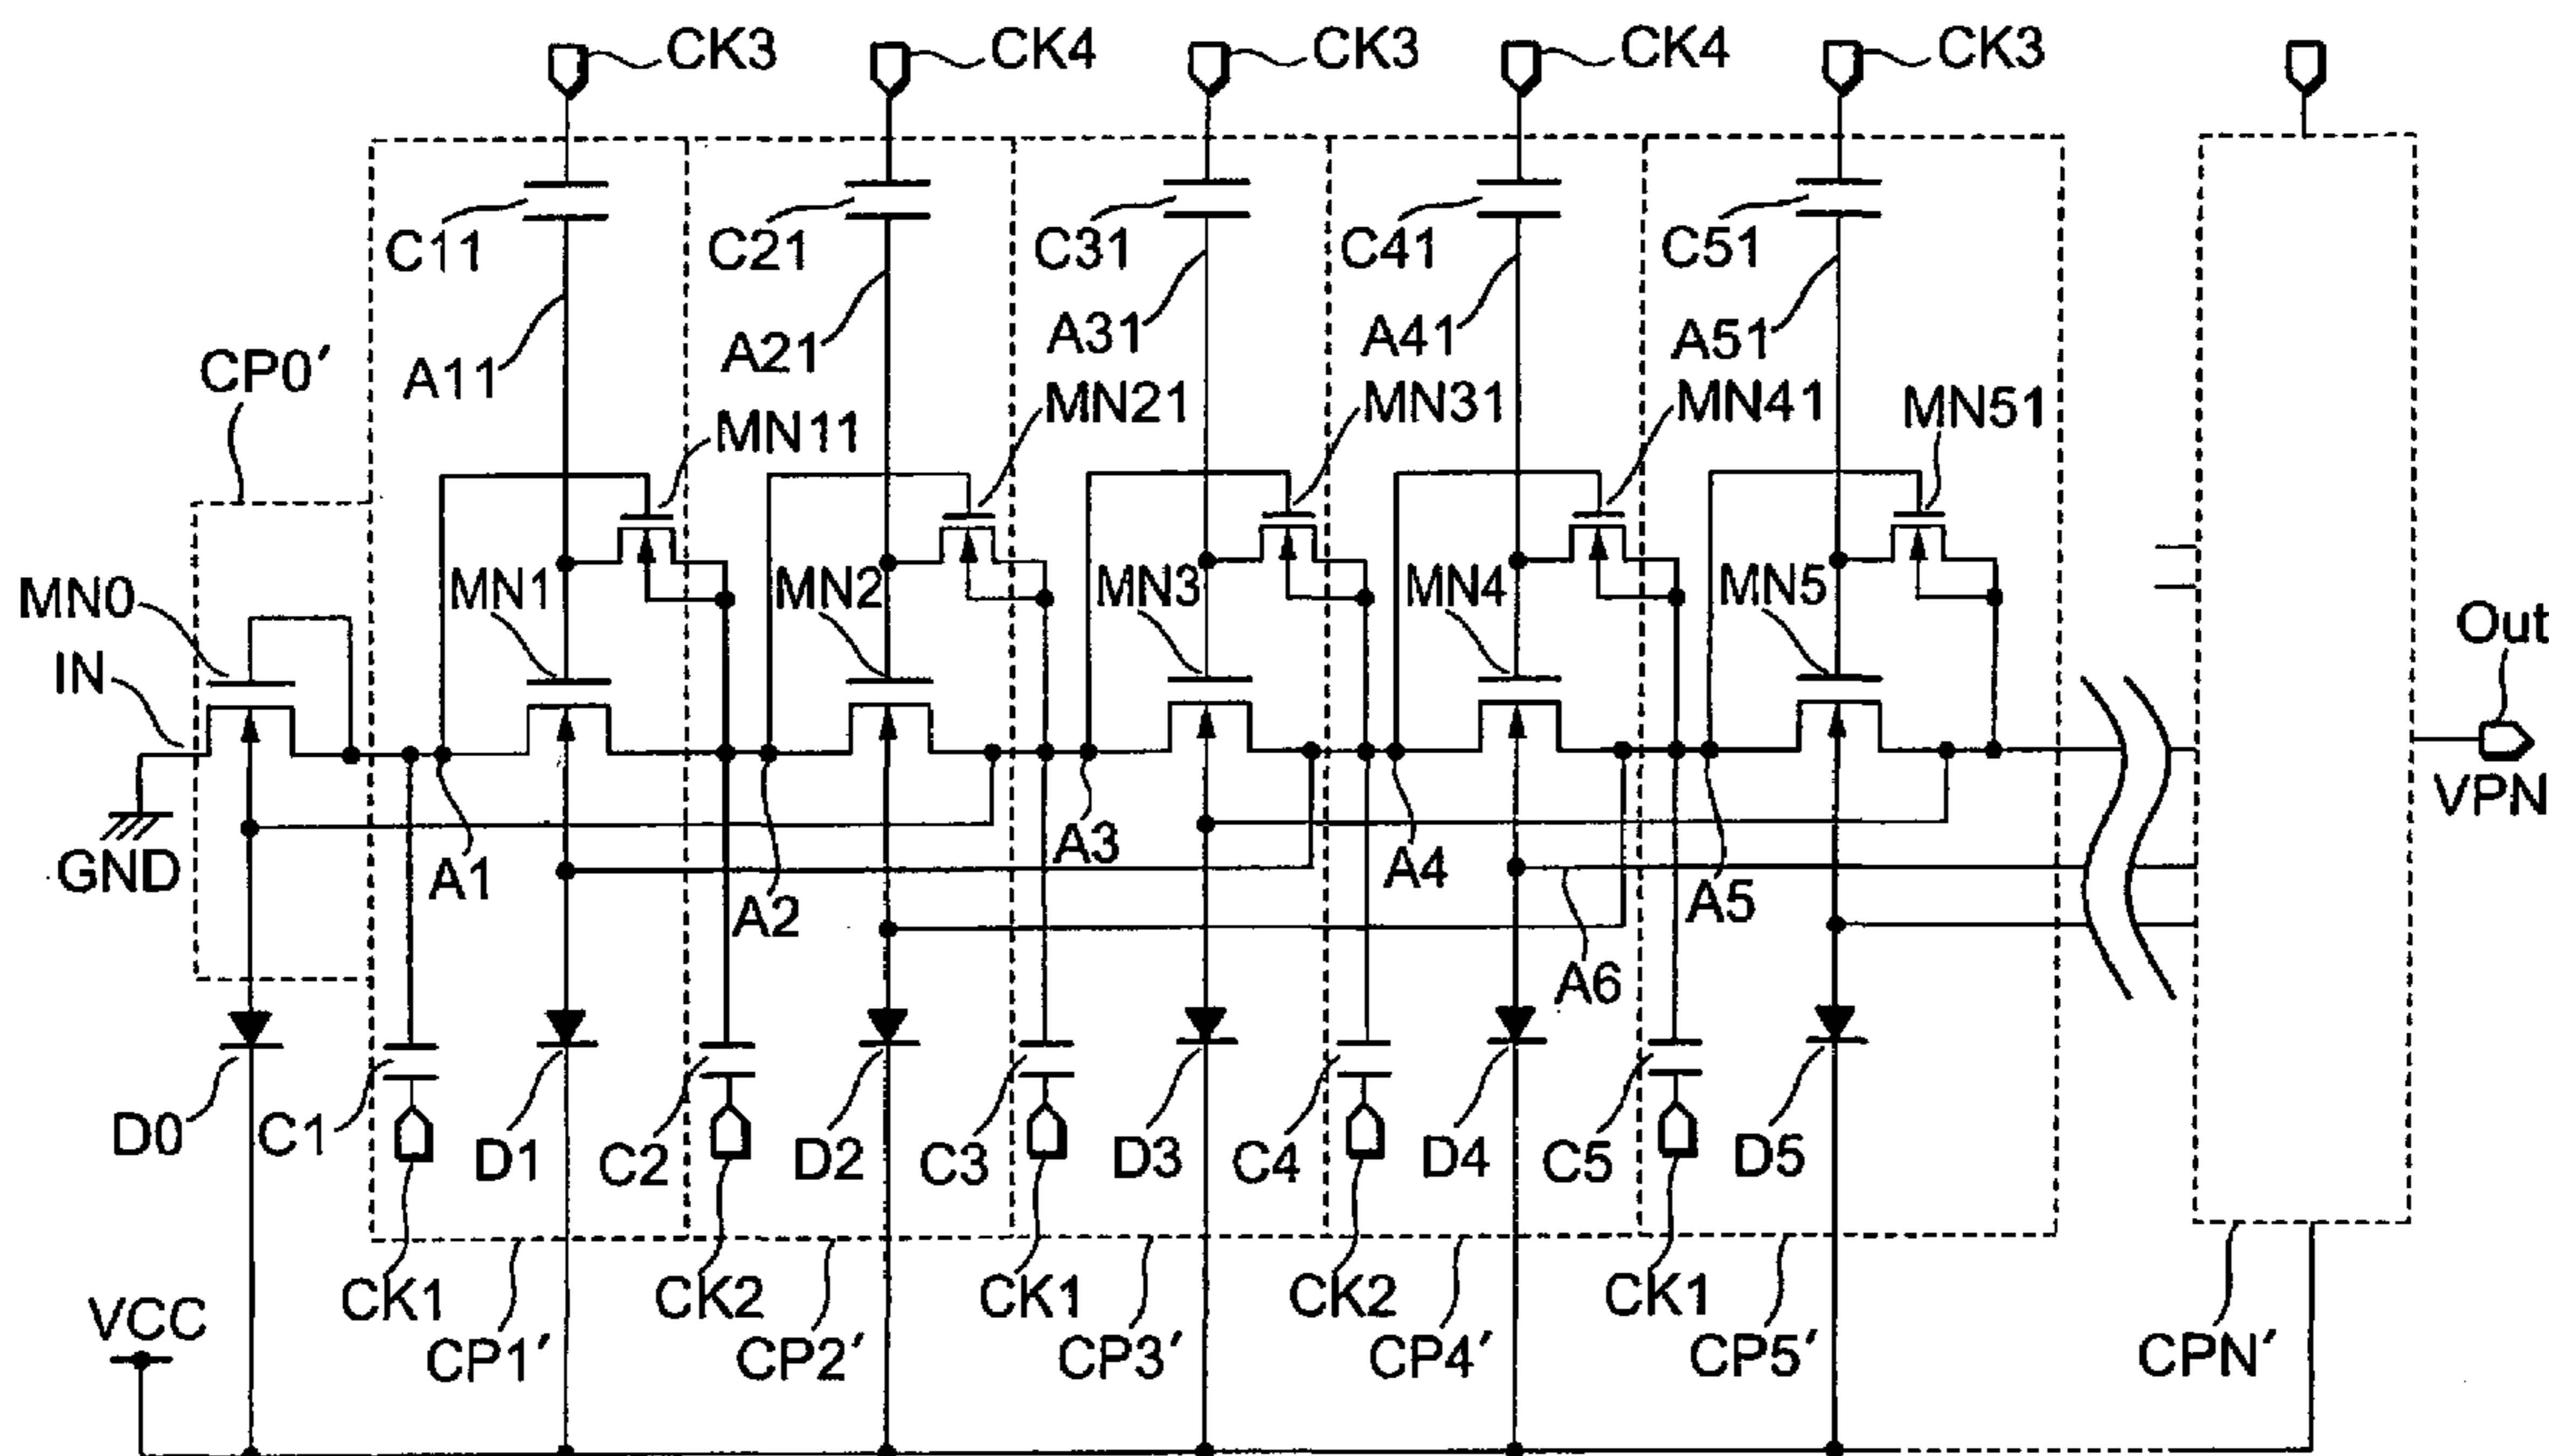 CK3 CK4 CK3 CK4 CK3
C11 C21 C31 C41 C51
A11 A21 A31 A41 A51
CP0′ MN11 MN21 MN31 MN41 MN51
MN0 MN1 MN2 MN3 MN4 MN5
IN Out
VPN
GND A1 A2 A3 A4 A5
A6
D0 C1 D1 C2 D2 C3 D3 C4 D4 C5 D5
CK1 CK2 CK1 CK2 CK1
VCC CP1′ CP2′ CP3′ CP4′ CP5′ CPN′